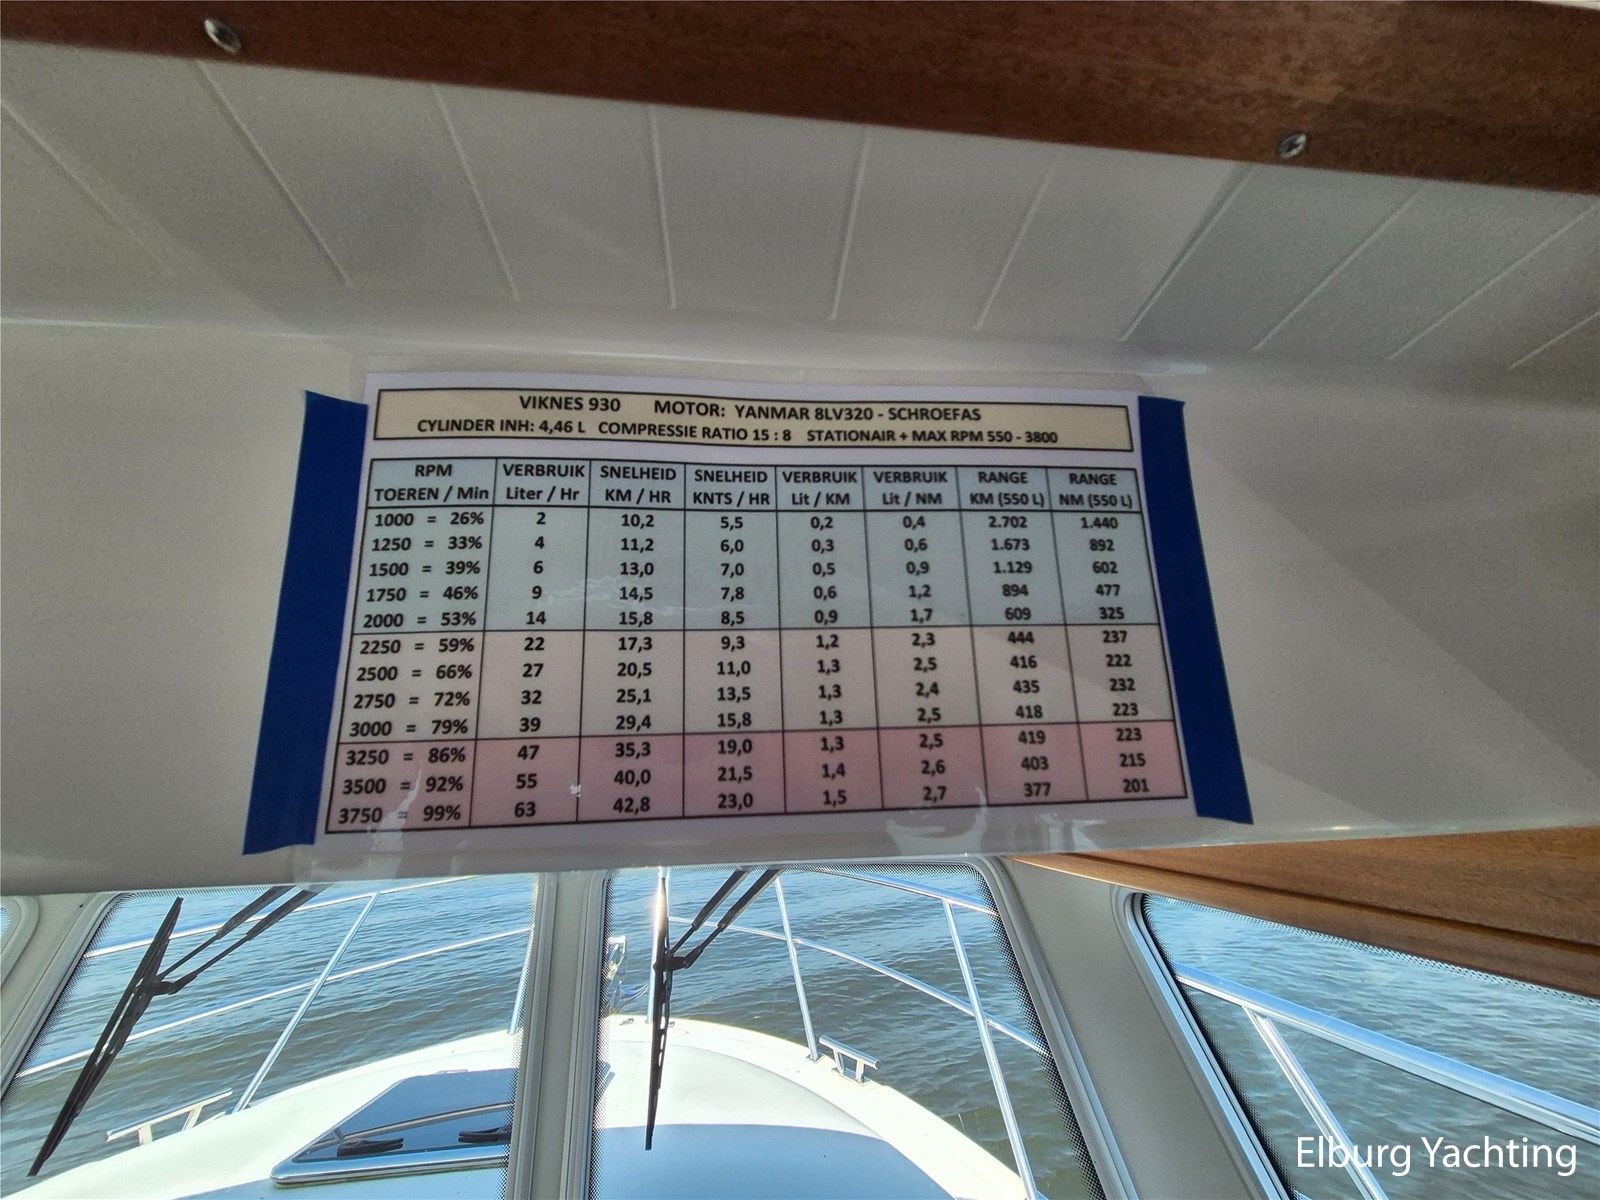 VIKNES 930 MOTOR: YANMAR 8LV320 - SCHROEFAS
CYLINDER INH: 4,46 L COMPRESSIE RATIO 15 : 8 STATIONAIR + MAX RPM 550 - 3800
RPM VERBRUIK SNELHEID SNELHEID VERBRUIK VERBRUIK RANGE RANGE
TOEREN / Min Liter / Hr KM / HR KNTS / HR Lit / KM Lit / NM KM (550 L) NM (550 L)
1000 = 26% 2 10,2 5,5 0,2 0,4 2.702 1.440
1250 = 33% 4 11,2 6,0 0,3 0,6 1.673 892
1500 = 39% 6 13,0 7,0 0,5 0,9 1.129 602
1750 = 46% 9 14,5 7,8 0,6 1,2 894 477
2000 = 53% 14 15,8 8,5 0,9 1,7 609 325
2250 = 59% 22 17,3 9,3 1,2 2,3 444 237
2500 = 66% 27 20,5 11,0 1,3 2,5 416 222
2750 = 72% 32 25,1 13,5 1,3 2,4 435 232
3000 = 79% 39 29,4 15,8 1,3 2,5 418 223
3250 = 86% 47 35,3 19,0 1,3 2,5 419 223
3500 = 92% 55 40,0 21,5 1,4 2,6 403 215
3750 = 99% 63 42,8 23,0 1,5 2,7 377 201
Elburg Yachting